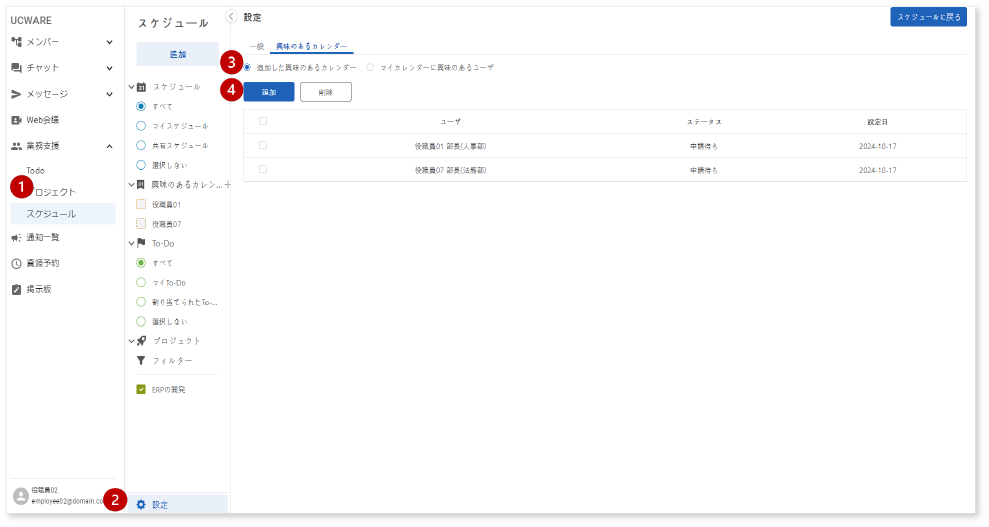 UCWARE
メンバー
チャット
メッセージ
Web会議
業務支援
Todo
1
ロジェクト
スケジュール
通知一覧
資源予約
掲示板
役職員02
employee02@domain.co
2
スケジュール
追加
スケジュール
すべて
マイスケジュール
共有スケジュール
選択しない
興味のあるカレン...
役職員01
役職員07
To-Do
すべて
マイTo-Do
割り当てられたTo-...
選択しない
プロジェクト
フィルター
ERPの開発
設定
設定
スケジュールに戻る
一般 興味のあるカレンダー
3
追加した興味のあるカレンダー マイカレンダーに興味のあるユーザ
4
追加 削除
ユーザ ステータス 設定日
役職員01 部長(人事部) 申請待ち 2024-10-17
役職員07 部長(法務部) 申請待ち 2024-10-17